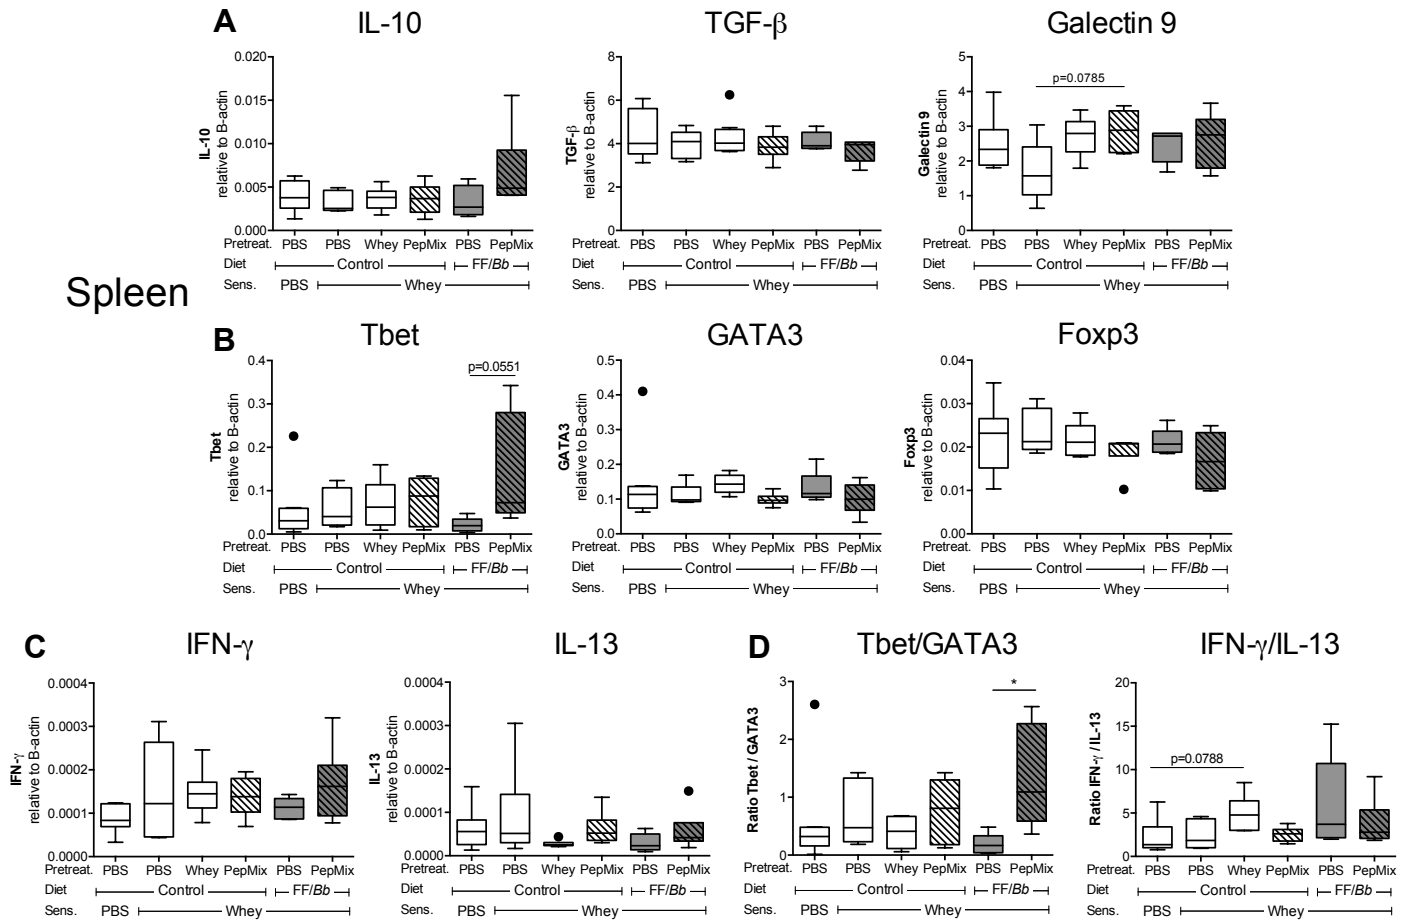 A
IL-10
TGF-β
Galectin 9
IL-10
relative to B-actin
0.020
0.015
0.010
0.005
0.000
TGF-β
relative to B-actin
8
6
4
2
0
Galectin 9
relative to B-actin
5
4
3
2
1
0
p=0.0785
Pretreat. PBS PBS Whey PepMix PBS PepMix
Diet Control FF/Bb
Sens. PBS Whey
Pretreat. PBS PBS Whey PepMix PBS PepMix
Diet Control FF/Bb
Sens. PBS Whey
Pretreat. PBS PBS Whey PepMix PBS PepMix
Diet Control FF/Bb
Sens. PBS Whey
Spleen
B
Tbet
GATA3
Foxp3
Tbet
relative to B-actin
0.4
0.3
0.2
0.1
0.0
p=0.0551
GATA3
relative to B-actin
0.5
0.4
0.3
0.2
0.1
0.0
Foxp3
relative to B-actin
0.04
0.03
0.02
0.01
0.00
Pretreat. PBS PBS Whey PepMix PBS PepMix
Diet Control FF/Bb
Sens. PBS Whey
Pretreat. PBS PBS Whey PepMix PBS PepMix
Diet Control FF/Bb
Sens. PBS Whey
Pretreat. PBS PBS Whey PepMix PBS PepMix
Diet Control FF/Bb
Sens. PBS Whey
C
IFN-γ
IL-13
D
Tbet/GATA3
IFN-γ/IL-13
IFN-γ
relative to B-actin
0.0004
0.0003
0.0002
0.0001
0.0000
IL-13
relative to B-actin
0.0004
0.0003
0.0002
0.0001
0.0000
Ratio Tbet / GATA3
3
2
1
0
*
Ratio IFN-γ / IL-13
20
15
10
5
0
p=0.0788
Pretreat. PBS PBS Whey PepMix PBS PepMix
Diet Control FF/Bb
Sens. PBS Whey
Pretreat. PBS PBS Whey PepMix PBS PepMix
Diet Control FF/Bb
Sens. PBS Whey
Pretreat. PBS PBS Whey PepMix PBS PepMix
Diet Control FF/Bb
Sens. PBS Whey
Pretreat. PBS PBS Whey PepMix PBS PepMix
Diet Control FF/Bb
Sens. PBS Whey